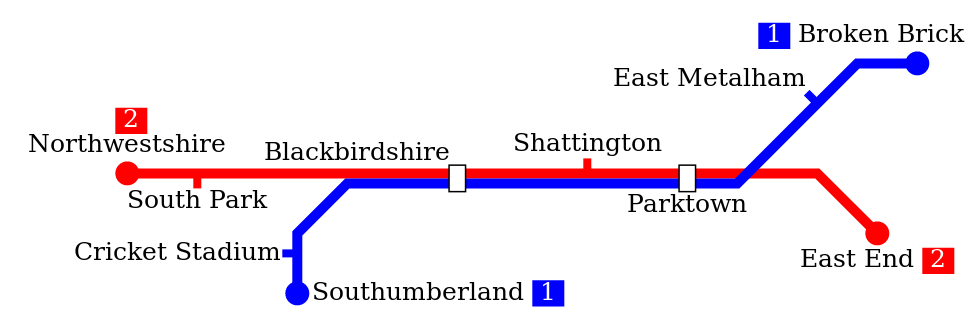 1 Broken Brick
East Metalham
2
Northwestshire
Shattington
Blackbirdshire
South Park
Parktown
Cricket Stadium
East End 2
Southumberland 1